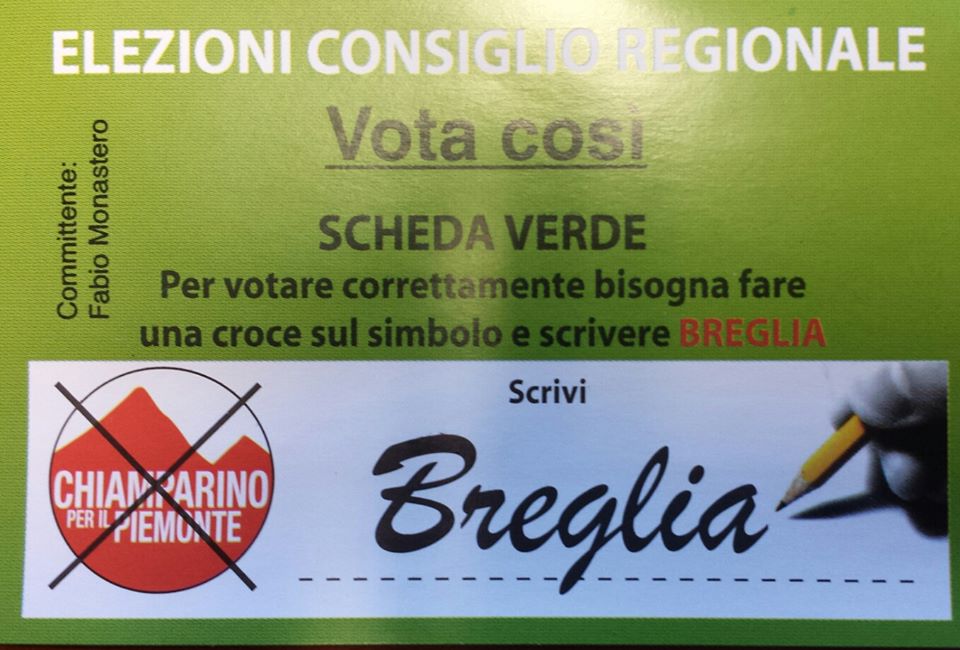 ELEZIONI CONSIGLIO REGIONALE
Vota così
Committente:
Fabio Monastero
SCHEDA VERDE
Per votare correttamente bisogna fare
una croce sul simbolo e scrivere BREGLIA
Scrivi
CHIAMPARINO
PER IL PIEMONTE
Breglia